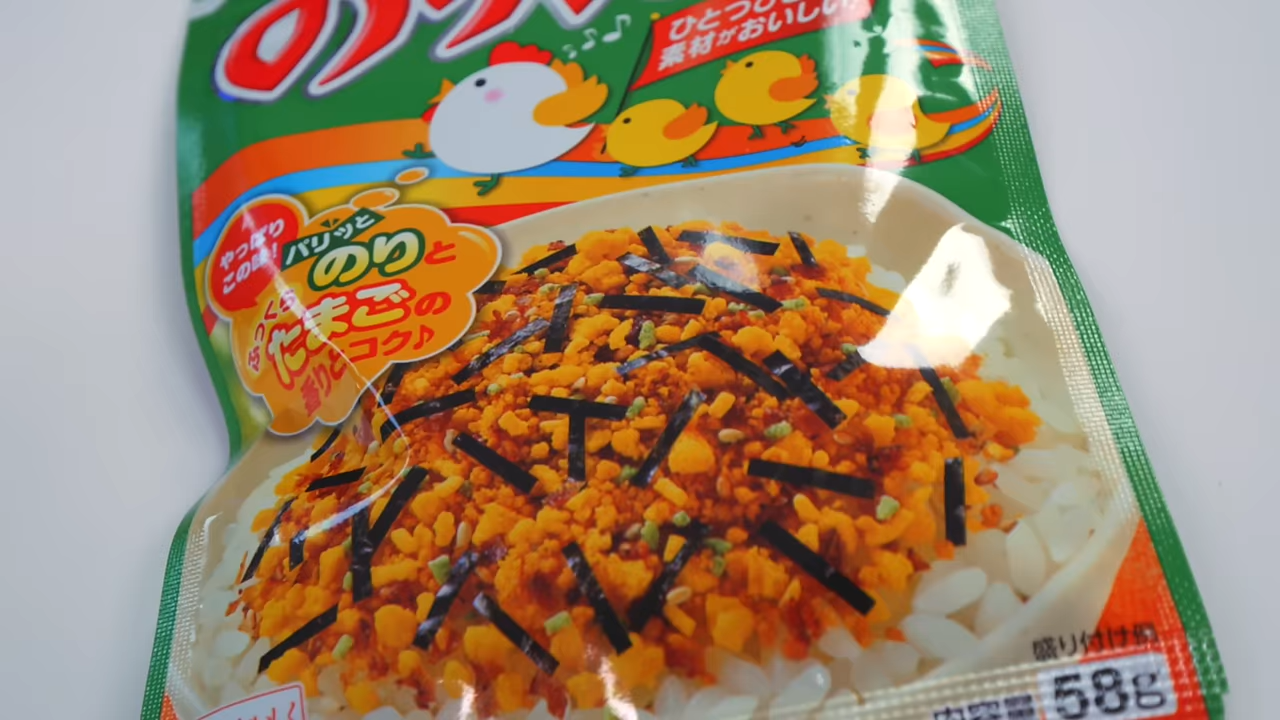 のり
ひとつひと
素材がおいしい!
やっぱり
この味!
パリッと
のりと
ふっくら
たまごの
香りとコク♪
盛り付け例
内容量 58g